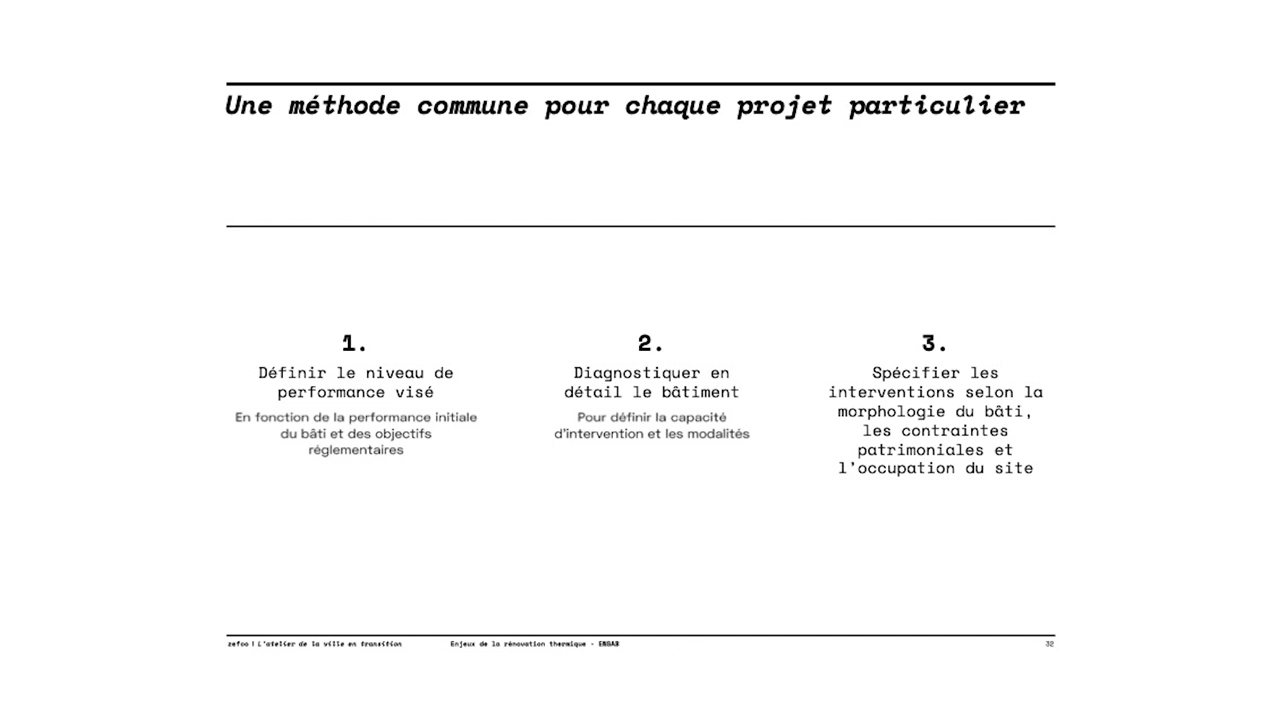 Une méthode commune pour chaque projet particulier
1.
Définir le niveau de
performance visé
En fonction de la performance initiale
du bâti et des objectifs
réglementaires
2.
Diagnostiquer en
détail le bâtiment
Pour définir la capacité
d'intervention et les modalités
3.
Spécifier les
interventions selon la
morphologie du bâti,
les contraintes
patrimoniales et
l'occupation du site
zefco | L'atelier de la ville en transition
Enjeux de la rénovation thermique - ENSAB
32